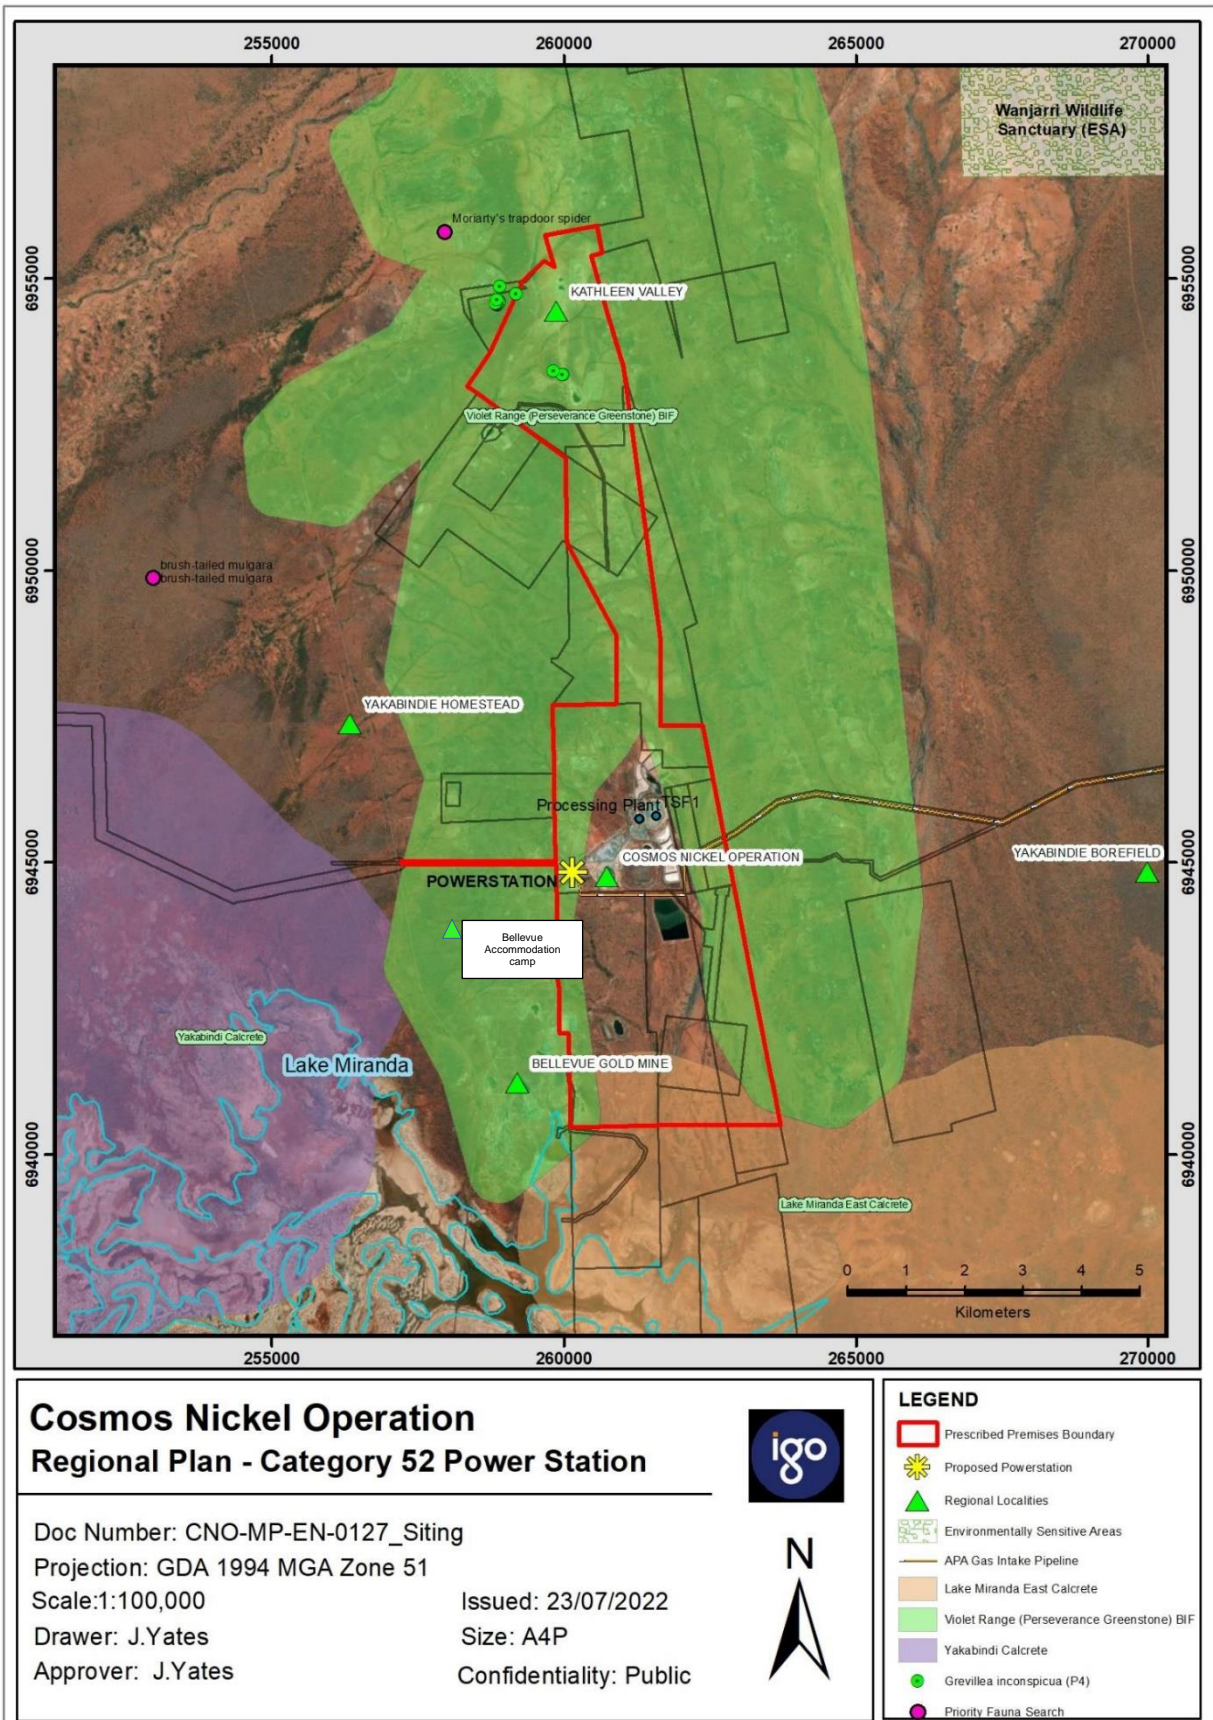 255000
260000
265000
270000
Wanjarri Wildlife
Sanctuary (ESA)
Moriarty's trapdoor spider
6955000
6955000
KATHLEEN VALLEY
Violet Range (Perseverance Greenstone) BIF
6950000
6950000
brush-tailed mulgara
brush-tailed mulgara
YAKABINDIE HOMESTEAD
Processing Plant
TSF1
6945000
6945000
COSMOS NICKEL OPERATION
YAKABINDIE BOREFIELD
POWERSTATION
Bellevue
Accommodation
camp
Yakabindi Calcrete
Lake Miranda
BELLEVUE GOLD MINE
6940000
6940000
Lake Miranda East Calcrete
0 1 2 3 4 5
Kilometers
255000
260000
265000
270000
Cosmos Nickel Operation
Regional Plan - Category 52 Power Station
igo
Doc Number: CNO-MP-EN-0127_Siting
Projection: GDA 1994 MGA Zone 51
Scale:1:100,000
Issued: 23/07/2022
Drawer: J.Yates
Size: A4P
Approver: J.Yates
Confidentiality: Public
N
LEGEND
Prescribed Premises Boundary
Proposed Powerstation
Regional Localities
Environmentally Sensitive Areas
APA Gas Intake Pipeline
Lake Miranda East Calcrete
Violet Range (Perseverance Greenstone) BIF
Yakabindi Calcrete
Grevillea inconspicua (P4)
Priority Fauna Search